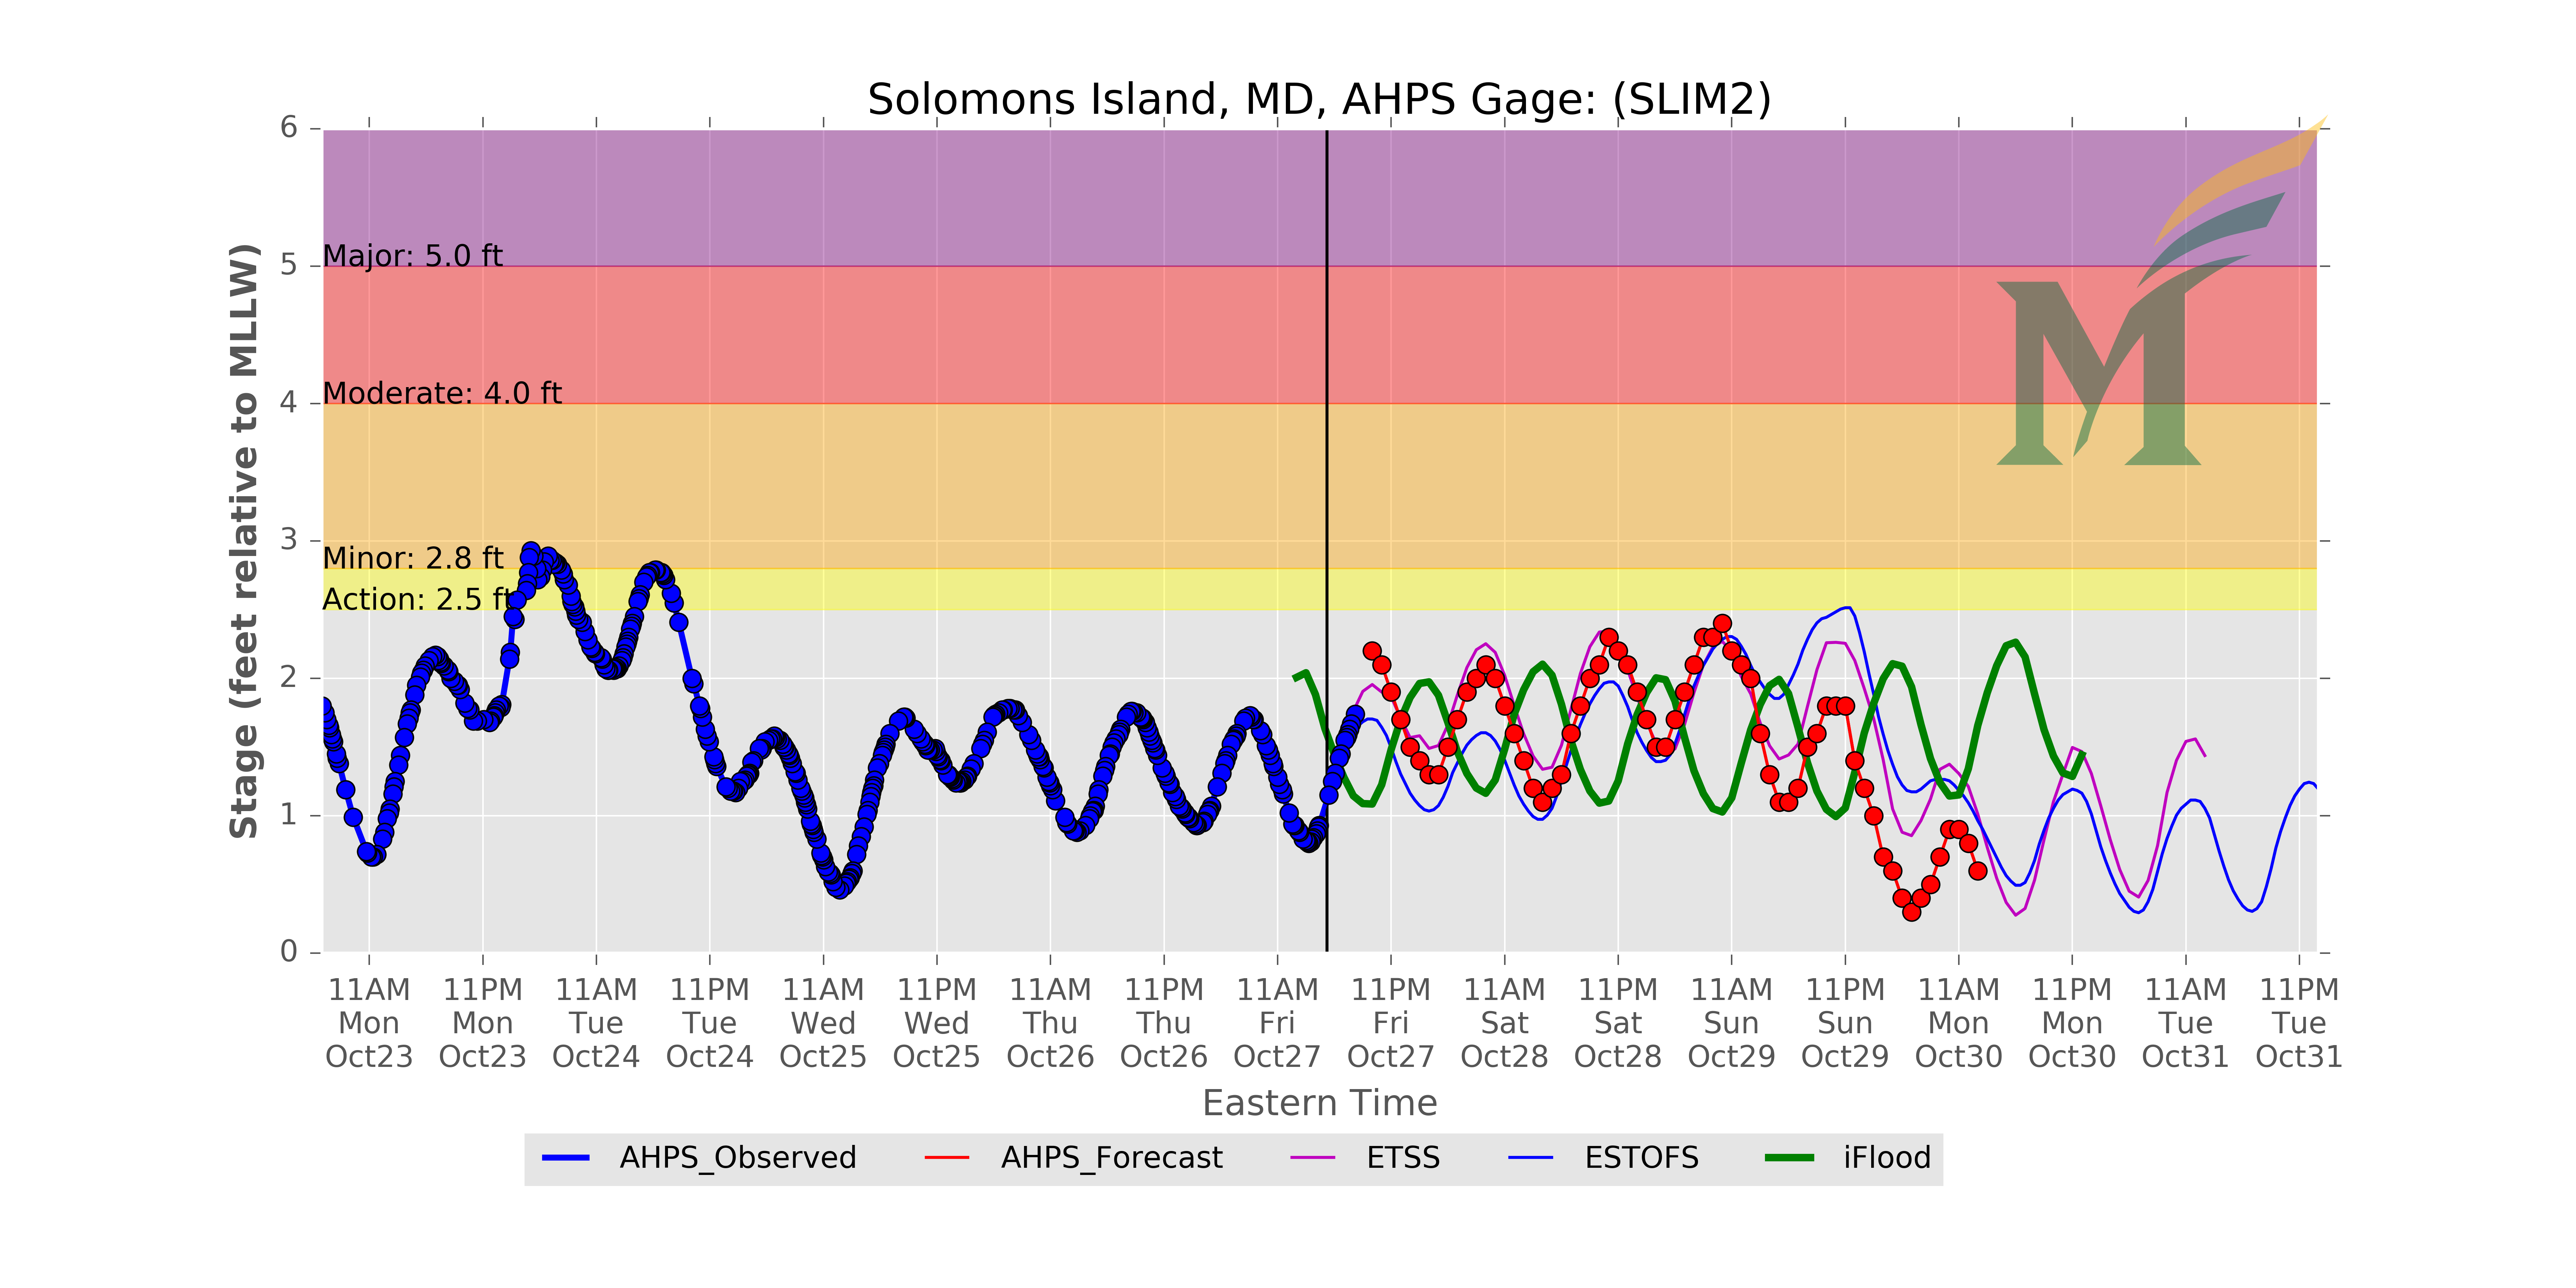 Solomons Island, MD, AHPS Gage: (SLIM2)
Stage (feet relative to MLLW)
6
5
4
3
2
1
0
Major: 5.0 ft
Moderate: 4.0 ft
Minor: 2.8 ft
Action: 2.5 ft
M
11AM 11PM 11AM 11PM 11AM 11PM 11AM 11PM 11AM 11PM 11AM 11PM 11AM 11PM 11AM 11PM 11AM 11PM
Mon Mon Tue Tue Wed Wed Thu Thu Fri Fri Sat Sat Sun Sun Mon Mon Tue Tue
Oct23 Oct23 Oct24 Oct24 Oct25 Oct25 Oct26 Oct26 Oct27 Oct27 Oct28 Oct28 Oct29 Oct29 Oct30 Oct30 Oct31 Oct31
Eastern Time
AHPS_Observed AHPS_Forecast ETSS ESTOFS iFlood